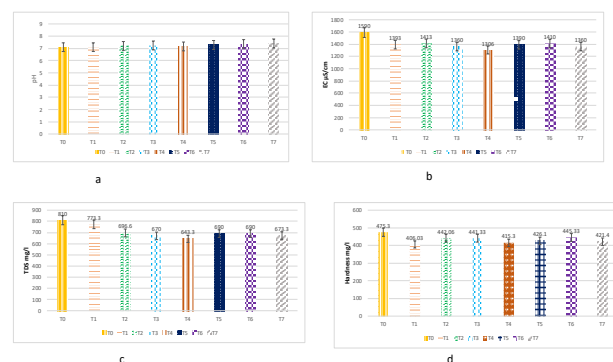 9
8
7
6
5
4
3
2
1
0
pH
T0 T1 T2 T3 T4 T5 T6 T7
T0 T1 T2 T3 T4 T5 T6 T7
a
1800
1600
1400
1200
1000
800
600
400
200
0
EC µS/cm
1590 1393 1413 1360 1306 1390 1410 1360
T0 T1 T2 T3 T4 T5 T6 T7
T0 T1 T2 T3 T4 T5 T6 T7
b
900
800
700
600
500
400
300
200
100
0
TDS mg/l
810 773.3 696.6 670 643.3 690 690 673.3
T0 T1 T2 T3 T4 T5 T6 T7
T0 T1 T2 T3 T4 T5 T6 T7
c
600
500
400
300
200
100
0
Hardness mg/l
475.3 406.03 442.06 441.33 415.3 426.1 445.33 421.4
T0 T1 T2 T3 T4 T5 T6 T7
T0 T1 T2 T3 T4 T5 T6 T7
d.